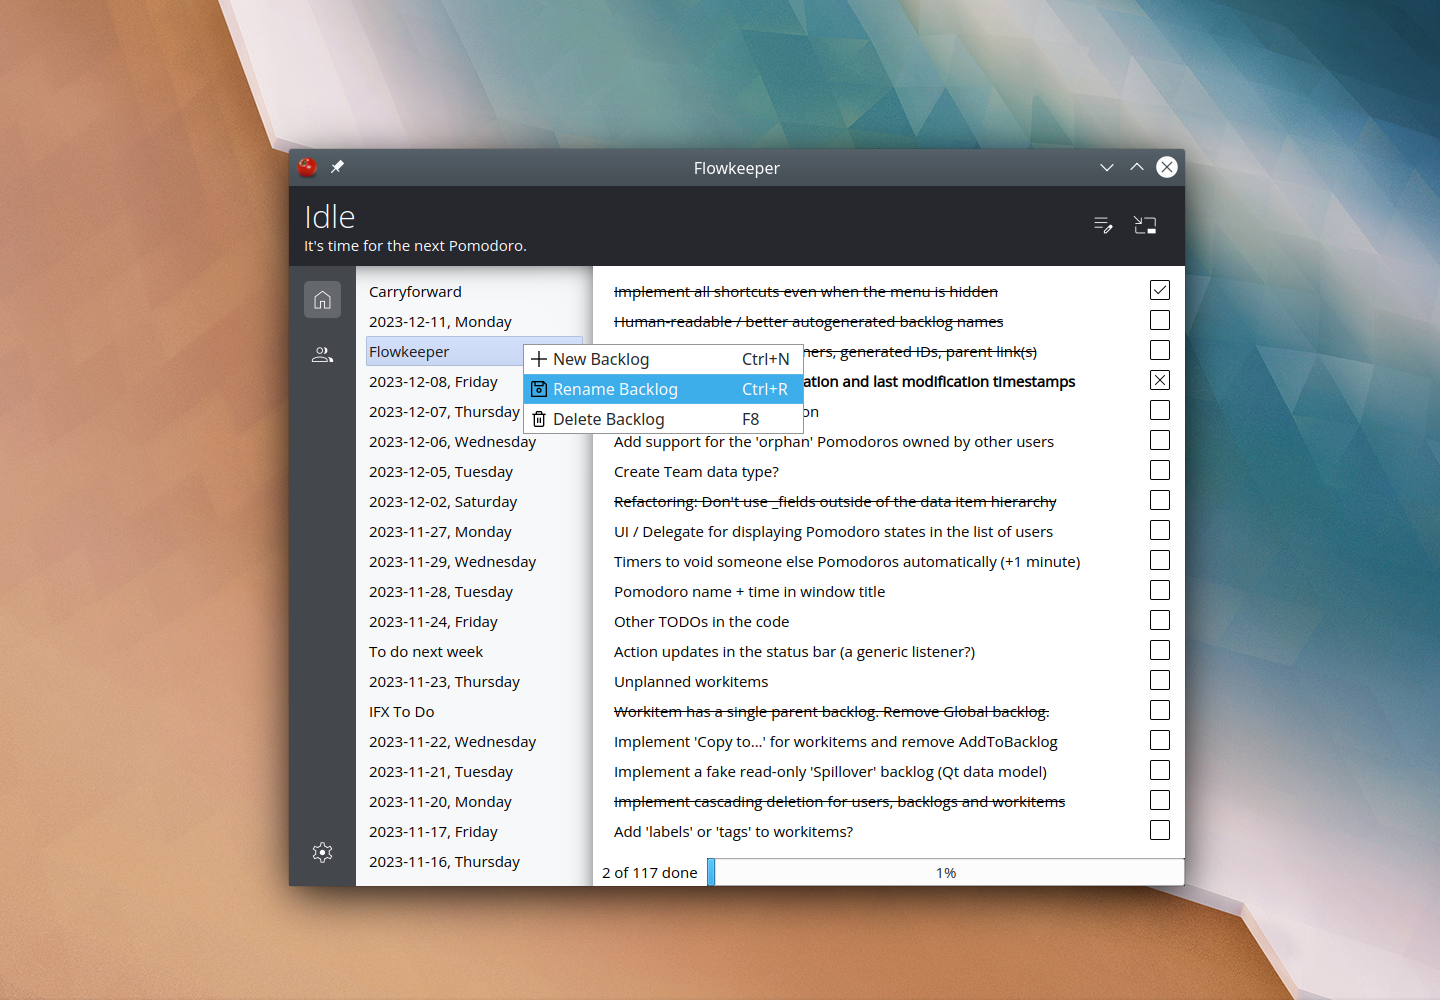 Flowkeeper
Idle
It's time for the next Pomodoro.
Carryforward
2023-12-11, Monday
Flowkeeper
2023-12-08, Friday
2023-12-07, Thursday
2023-12-06, Wednesday
2023-12-05, Tuesday
2023-12-02, Saturday
2023-11-27, Monday
2023-11-29, Wednesday
2023-11-28, Tuesday
2023-11-24, Friday
To do next week
2023-11-23, Thursday
IFX To Do
2023-11-22, Wednesday
2023-11-21, Tuesday
2023-11-20, Monday
2023-11-17, Friday
2023-11-16, Thursday
New Backlog Ctrl+N
Rename Backlog Ctrl+R
Delete Backlog F8
Implement all shortcuts even when the menu is hidden
Human-readable / better autogenerated backlog names
ners, generated IDs, parent link(s)
ation and last modification timestamps
on
Add support for the 'orphan' Pomodoros owned by other users
Create Team data type?
Refactoring: Don't use _fields outside of the data item hierarchy
UI / Delegate for displaying Pomodoro states in the list of users
Timers to void someone else Pomodoros automatically (+1 minute)
Pomodoro name + time in window title
Other TODOs in the code
Action updates in the status bar (a generic listener?)
Unplanned workitems
Workitem has a single parent backlog. Remove Global backlog.
Implement 'Copy to...' for workitems and remove AddToBacklog
Implement a fake read-only 'Spillover' backlog (Qt data model)
Implement cascading deletion for users, backlogs and workitems
Add 'labels' or 'tags' to workitems?
2 of 117 done
1%